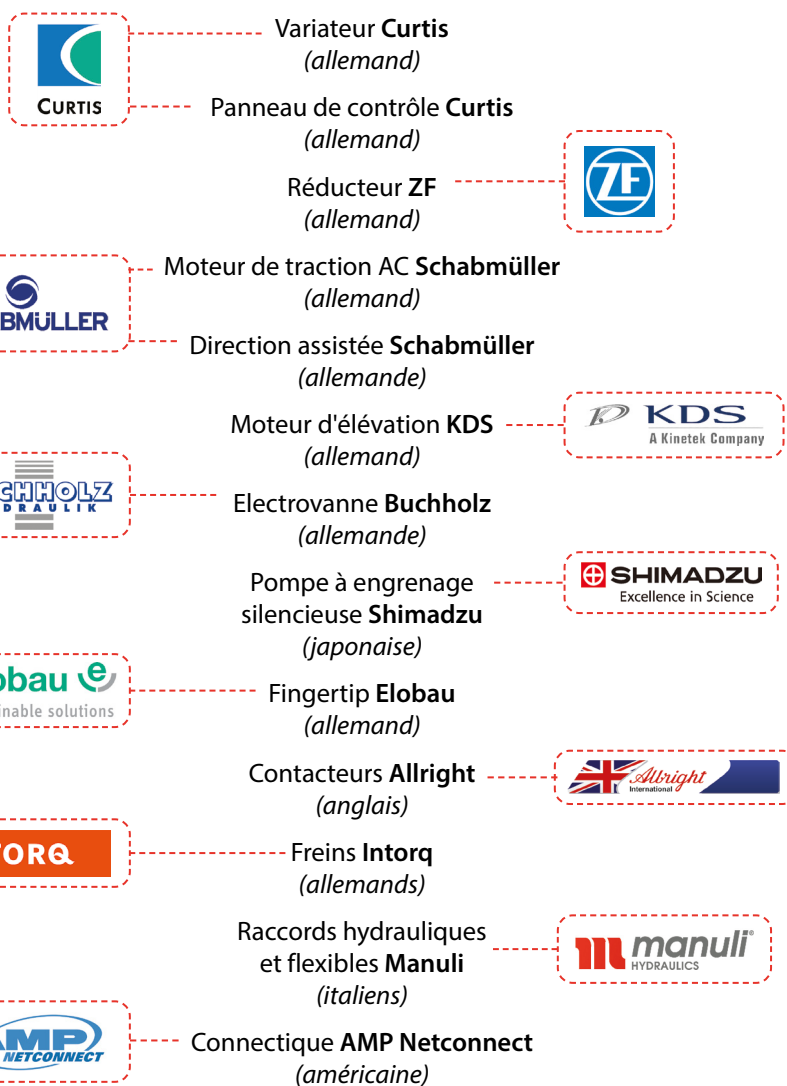 Variateur Curtis
(allemand)
CURTIS
Panneau de contrôle Curtis
(allemand)
Réducteur ZF
(allemand)
ZF
Moteur de traction AC Schabmüller
(allemand)
BMÜLLER
Direction assistée Schabmüller
(allemande)
Moteur d'élévation KDS
(allemand)
KDS
A Kinetek Company
CHHOLZ
DRAULIK
Electrovanne Buchholz
(allemande)
Pompe à engrenage
silencieuse Shimadzu
(japonaise)
SHIMADZU
Excellence in Science
obau e
inable solutions
Fingertip Elobau
(allemand)
Contacteurs Allright
(anglais)
Albright
International
TORQ
Freins Intorq
(allemands)
Raccords hydrauliques
et flexibles Manuli
(italiens)
manuli®
HYDRAULICS
AMP
NETCONNECT
Connectique AMP Netconnect
(américaine)